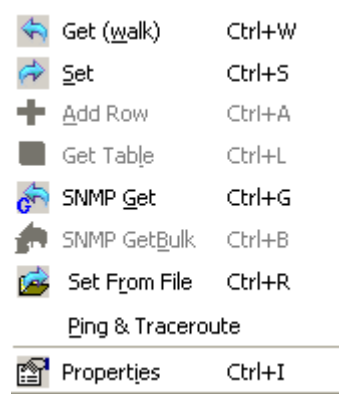 Get (walk) Ctrl+W
Set Ctrl+S
Add Row Ctrl+A
Get Table Ctrl+L
G SNMP Get Ctrl+G
SNMP GetBulk Ctrl+B
Set From File Ctrl+R
Ping & Traceroute
Properties Ctrl+I